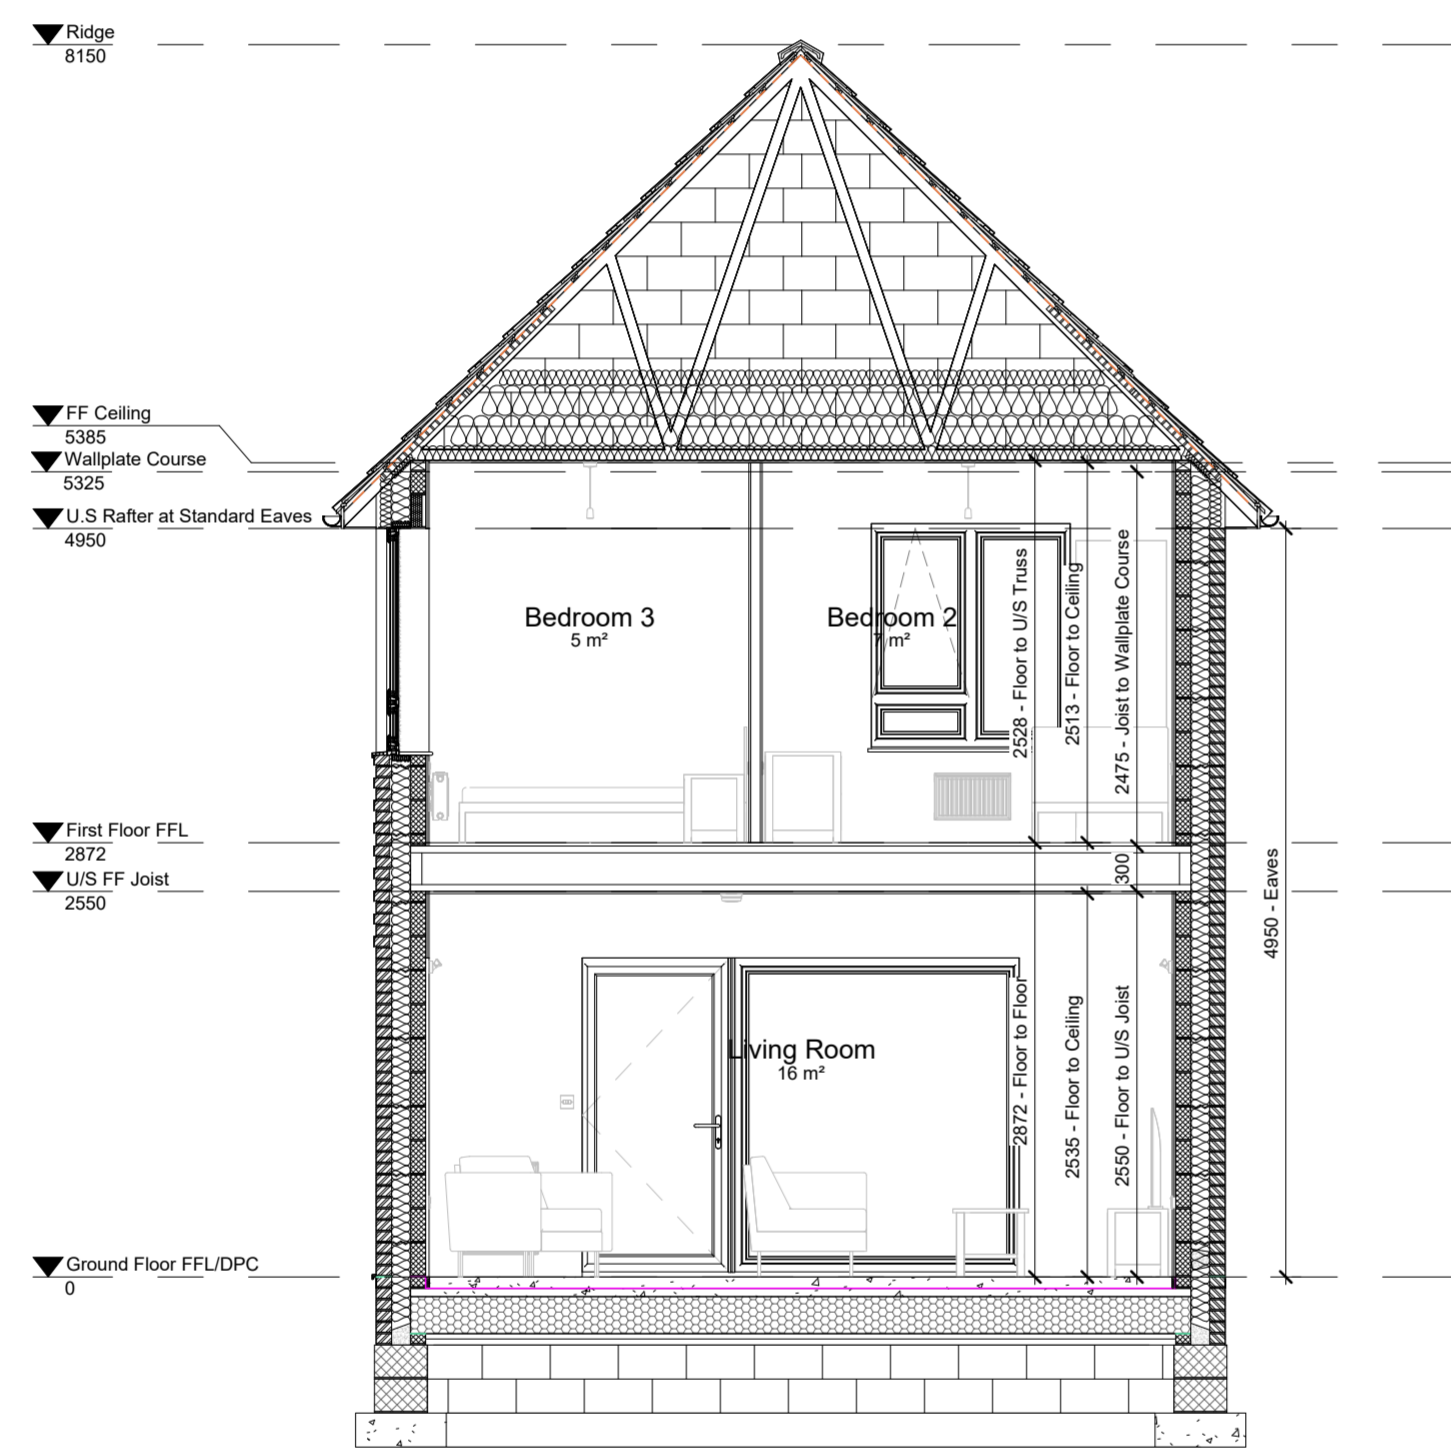 Ridge
8150
FF Ceiling
5385
Wallplate Course
5325
U.S Rafter at Standard Eaves
4950
Bedroom 3
5 m²
Bedroom 2
7 m²
2528 - Floor to U/S Truss
2513 - Floor to Ceiling
2475 - Joist to Wallplate Course
First Floor FFL
2872
U/S FF Joist
2550
300
4950 - Eaves
Living Room
16 m²
2872 - Floor to Floor
2535 - Floor to Ceiling
2550 - Floor to U/S Joist
Ground Floor FFL/DPC
0